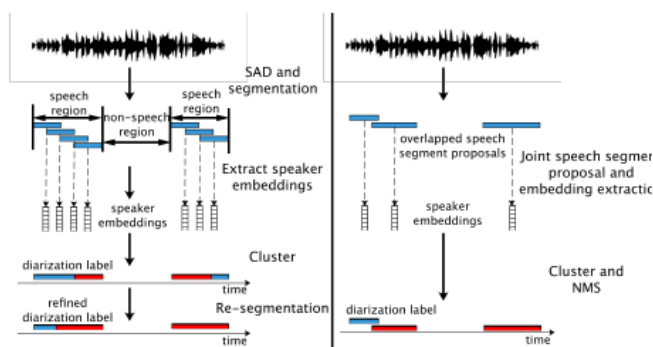 SAD and
segmentation
speech
region
non-speech
region
speech
region
Extract speaker
embeddings
speaker
embeddings
Cluster
diarization label
time
Re-segmentation
refined
diarization label
time
overlapped speech
segment proposals
Joint speech segment
proposal and
embedding extraction
speaker
embeddings
Cluster and
NMS
diarization label
time